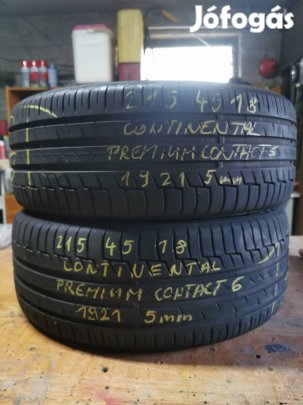 Jófogás
215 45 18
CONTINENTAL
PREMIUM CONTACT 6
1921 5mm
215 45 18
CONTINENTAL
PREMIUM CONTACT 6
1921 5mm